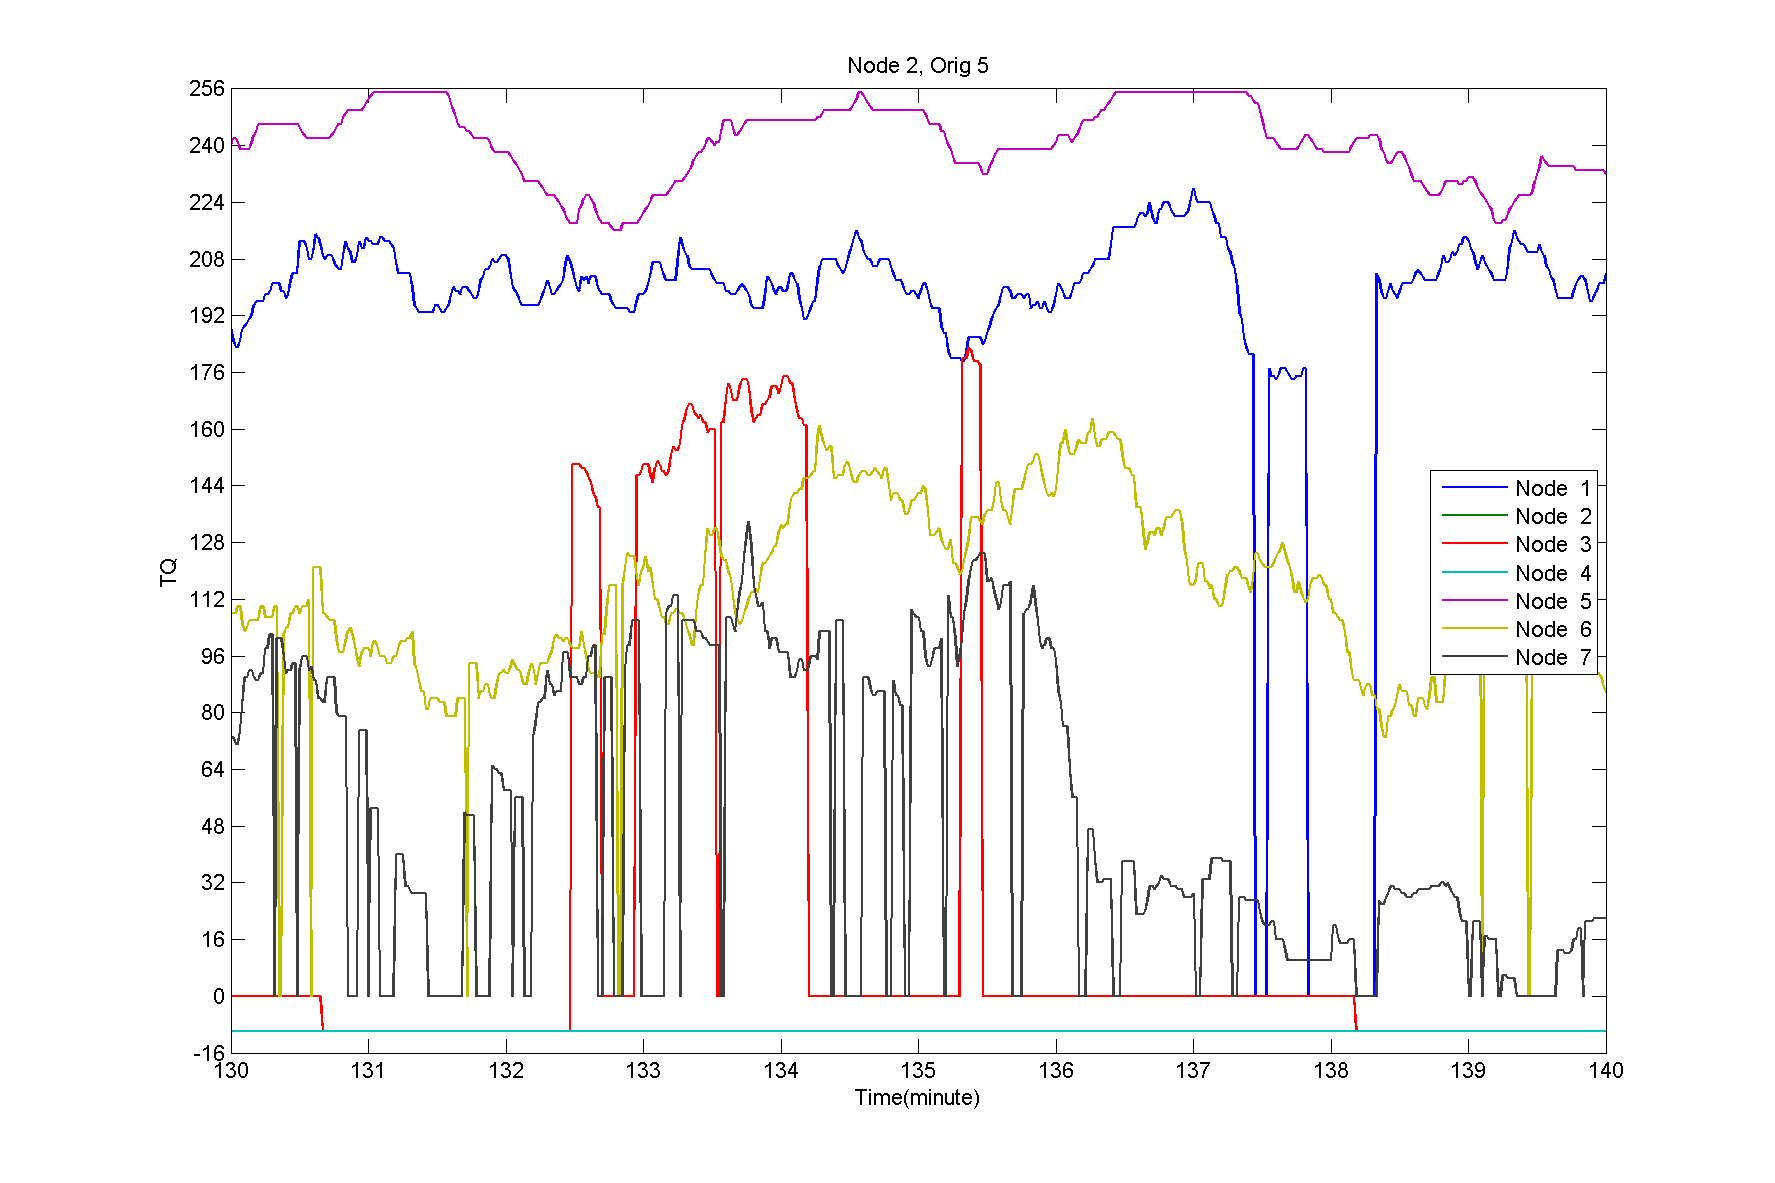 Node 2, Orig 5
256
240
224
208
192
176
160
144
128
112
96
80
64
48
32
16
0
-16
TQ
Node 1
Node 2
Node 3
Node 4
Node 5
Node 6
Node 7
130 131 132 133 134 135 136 137 138 139 140
Time(minute)